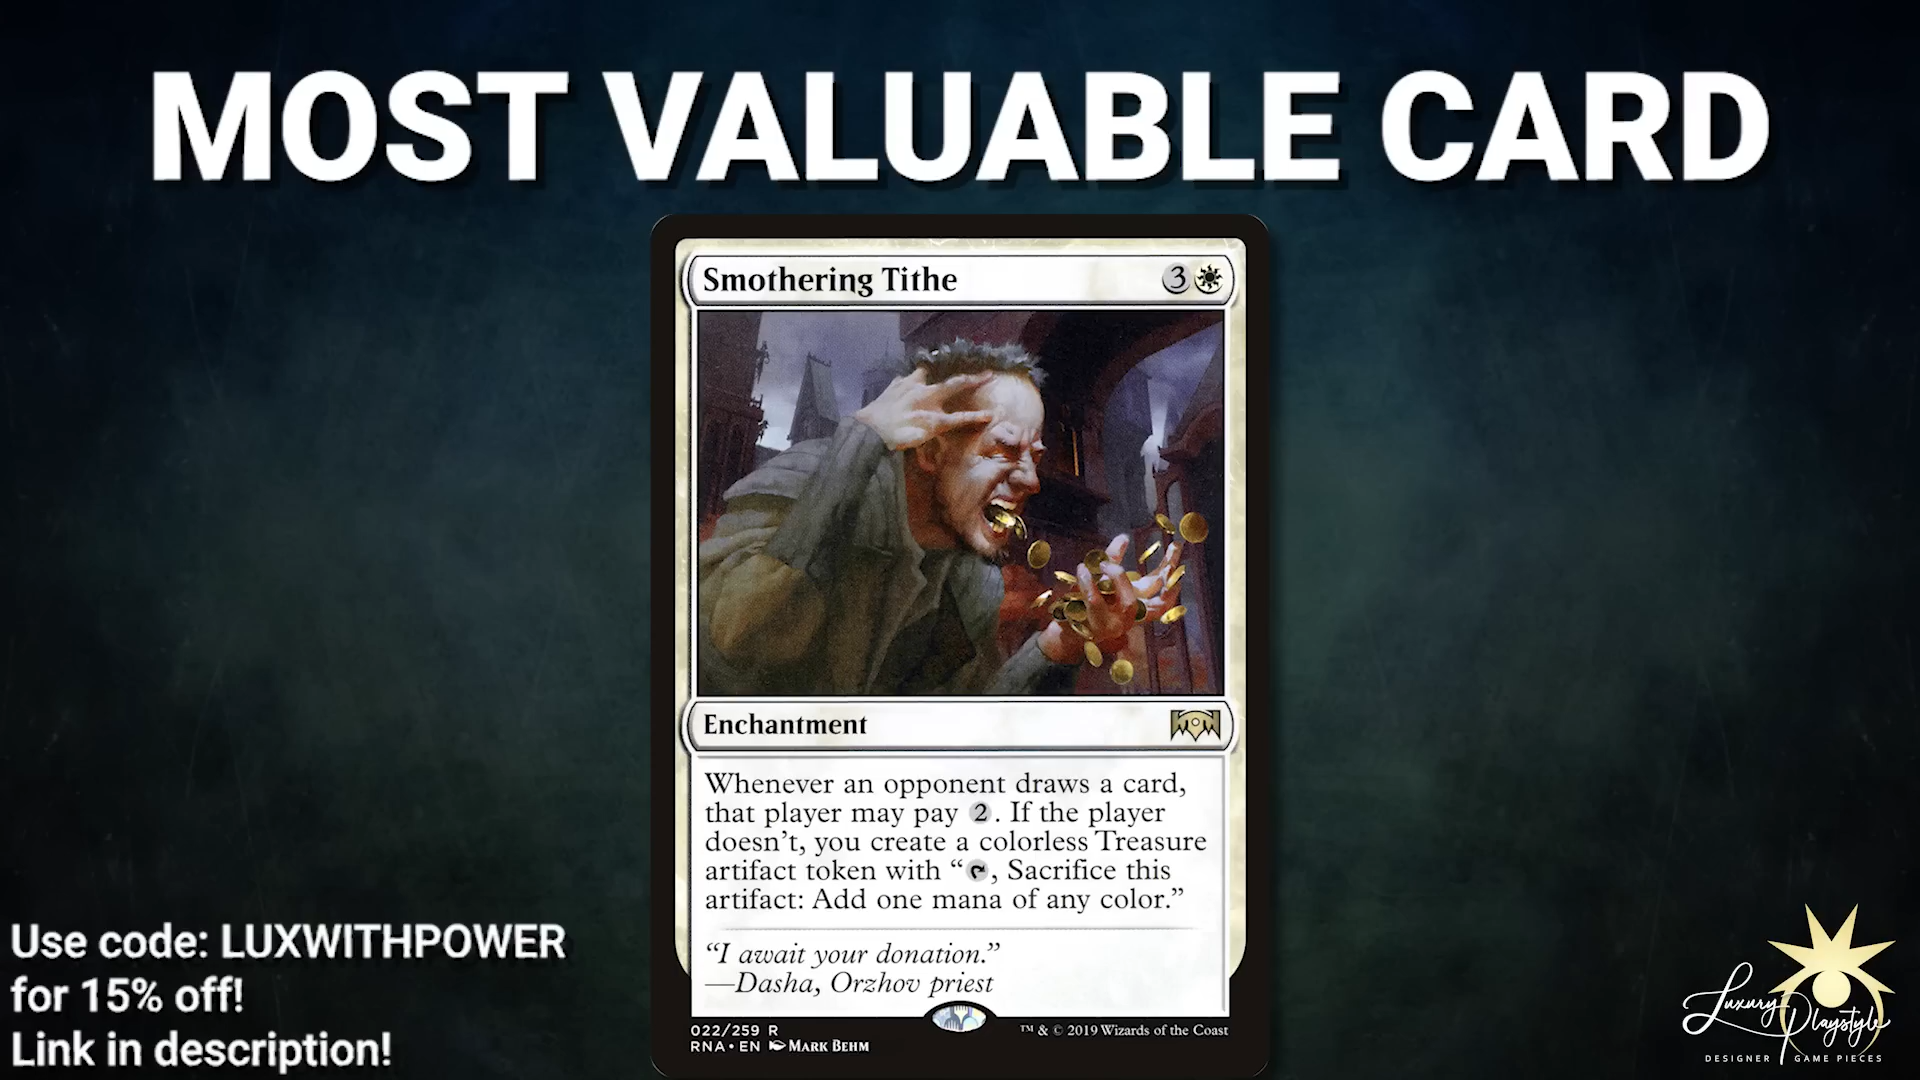 MOST VALUABLE CARD
Smothering Tithe 3
Enchantment
Whenever an opponent draws a card,
that player may pay 2. If the player
doesn't, you create a colorless Treasure
artifact token with “, Sacrifice this
artifact: Add one mana of any color.”
“I await your donation.”
—Dasha, Orzhov priest
022/259 R
RNA • EN MARK BEHM
™ & © 2019 Wizards of the Coast
Use code: LUXWITHPOWER
for 15% off!
Link in description!
Luxury
Playstyle
DESIGNER GAME PIECES